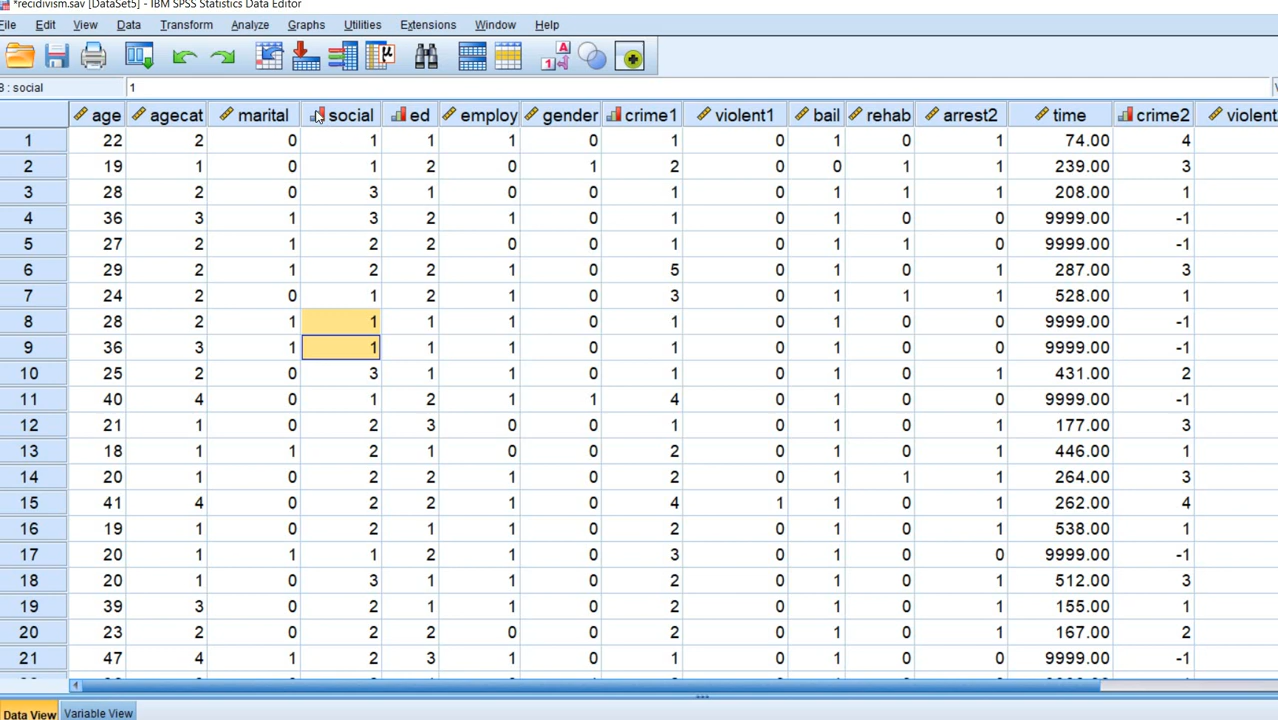 *recidivism.sav [DataSet5] - IBM SPSS Statistics Data Editor
File Edit View Data Transform Analyze Graphs Utilities Extensions Window Help
8 : social 1
age agecat marital social ed employ gender crime1 violent1 bail rehab arrest2 time crime2 violent
1 22 2 0 1 1 1 0 1 0 1 0 1 74.00 4
2 19 1 0 1 2 0 1 2 0 0 1 1 239.00 3
3 28 2 0 3 1 1 0 1 0 1 1 1 208.00 1
4 36 3 1 3 2 1 0 1 0 1 0 0 9999.00 -1
5 27 2 1 2 2 0 0 1 0 1 1 0 9999.00 -1
6 29 2 1 2 2 1 0 5 0 1 0 1 287.00 3
7 24 2 0 1 2 1 0 3 0 1 1 1 528.00 1
8 28 2 1 1 1 1 0 1 0 1 0 0 9999.00 -1
9 36 3 1 1 1 1 0 1 0 1 0 0 9999.00 -1
10 25 2 0 3 1 1 0 1 0 1 0 1 431.00 2
11 40 4 0 1 2 1 1 4 0 1 0 0 9999.00 -1
12 21 1 0 2 3 0 0 1 0 1 0 1 177.00 3
13 18 1 1 2 1 0 0 2 0 1 0 1 446.00 1
14 20 1 0 2 2 1 0 2 0 1 1 1 264.00 3
15 41 4 0 2 2 1 0 4 1 1 0 1 262.00 4
16 19 1 0 2 1 1 0 2 0 1 0 1 538.00 1
17 20 1 1 1 2 1 0 3 0 1 0 0 9999.00 -1
18 20 1 0 3 1 1 0 2 0 1 0 1 512.00 3
19 39 3 0 2 1 1 0 2 0 1 0 1 155.00 1
20 23 2 0 2 2 0 0 2 0 1 0 1 167.00 2
21 47 4 1 2 3 1 0 1 0 1 0 0 9999.00 -1
Data View Variable View